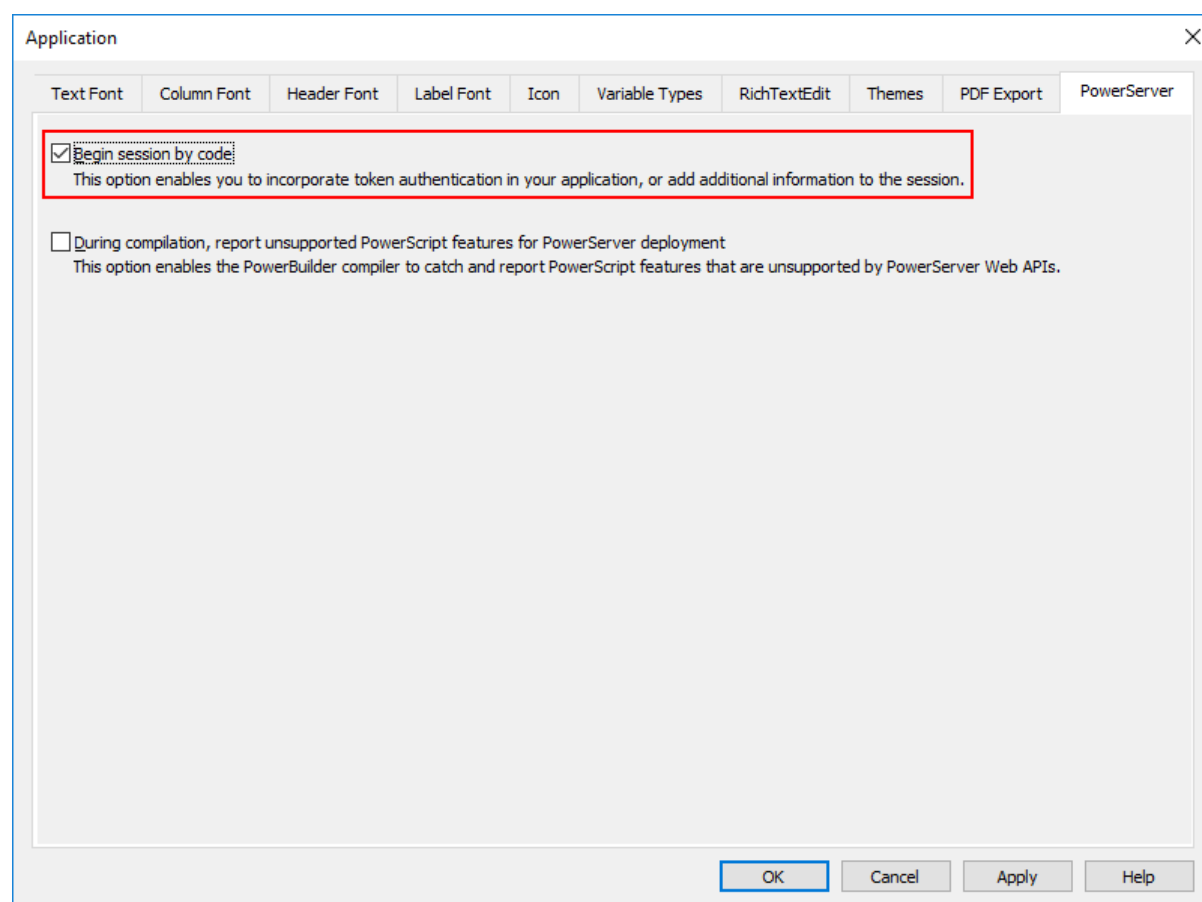 Application
Text Font Column Font Header Font Label Font Icon Variable Types RichTextEdit Themes PDF Export PowerServer
Begin session by code
This option enables you to incorporate token authentication in your application, or add additional information to the session.
During compilation, report unsupported PowerScript features for PowerServer deployment
This option enables the PowerBuilder compiler to catch and report PowerScript features that are unsupported by PowerServer Web APIs.
OK Cancel Apply Help